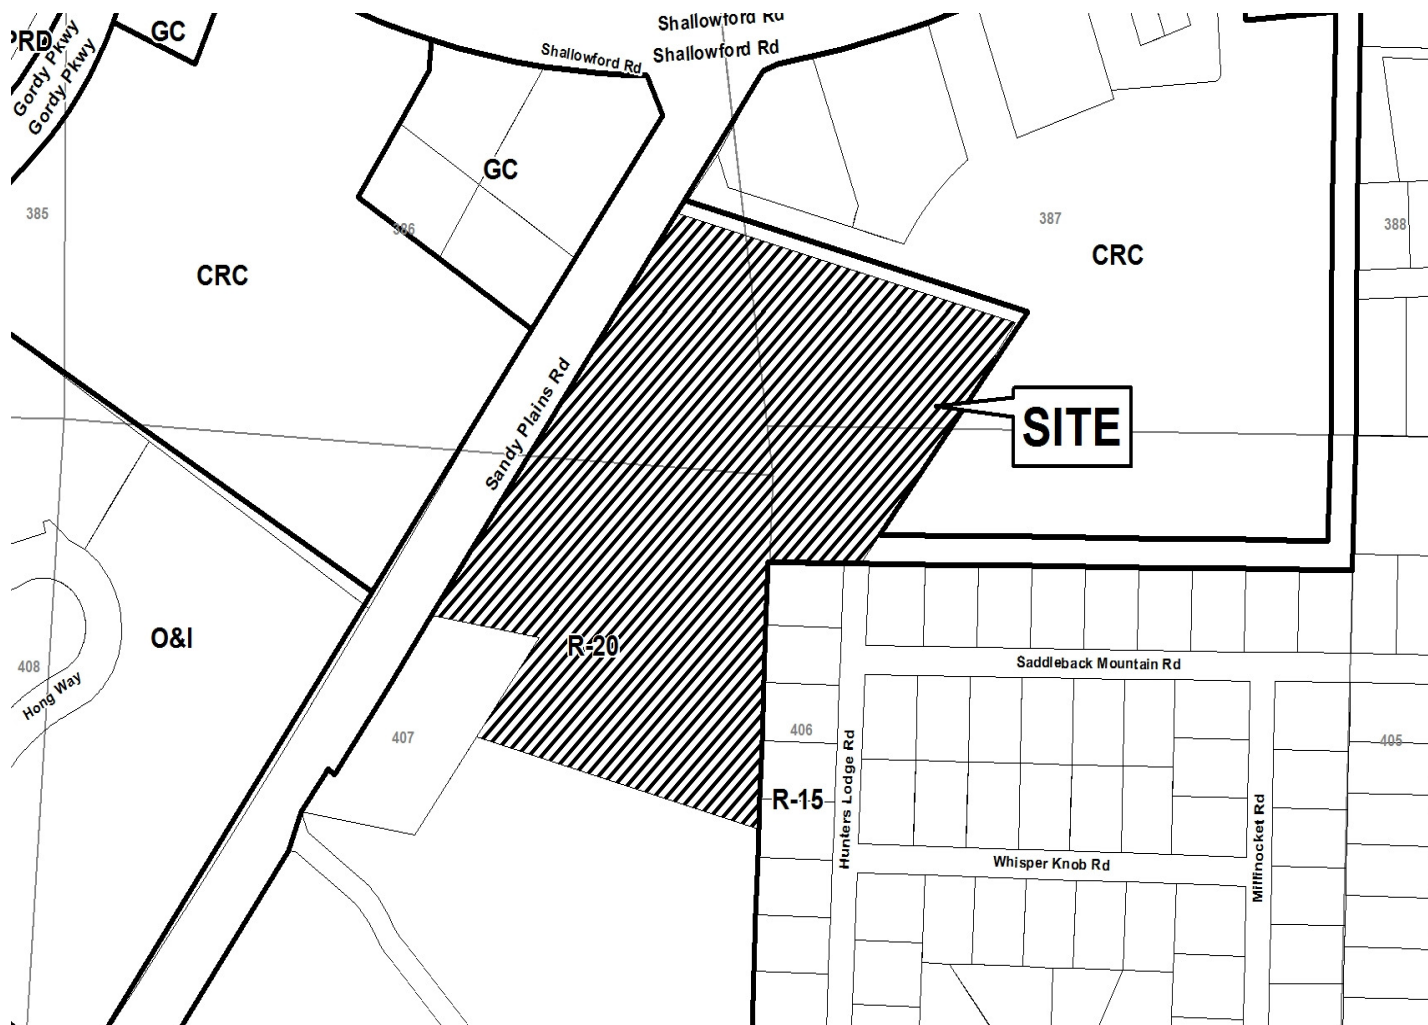 Shallowford Rd
Shallowford Rd
Shallowford Rd
GC
PRD
Gordy Pkwy
Gordy Pkwy
GC
385
386
387
388
CRC
CRC
Sandy Plains Rd
SITE
O&I
R-20
408
Hong Way
407
Saddleback Mountain Rd
406
405
R-15
Hunters Lodge Rd
Millinocket Rd
Whisper Knob Rd